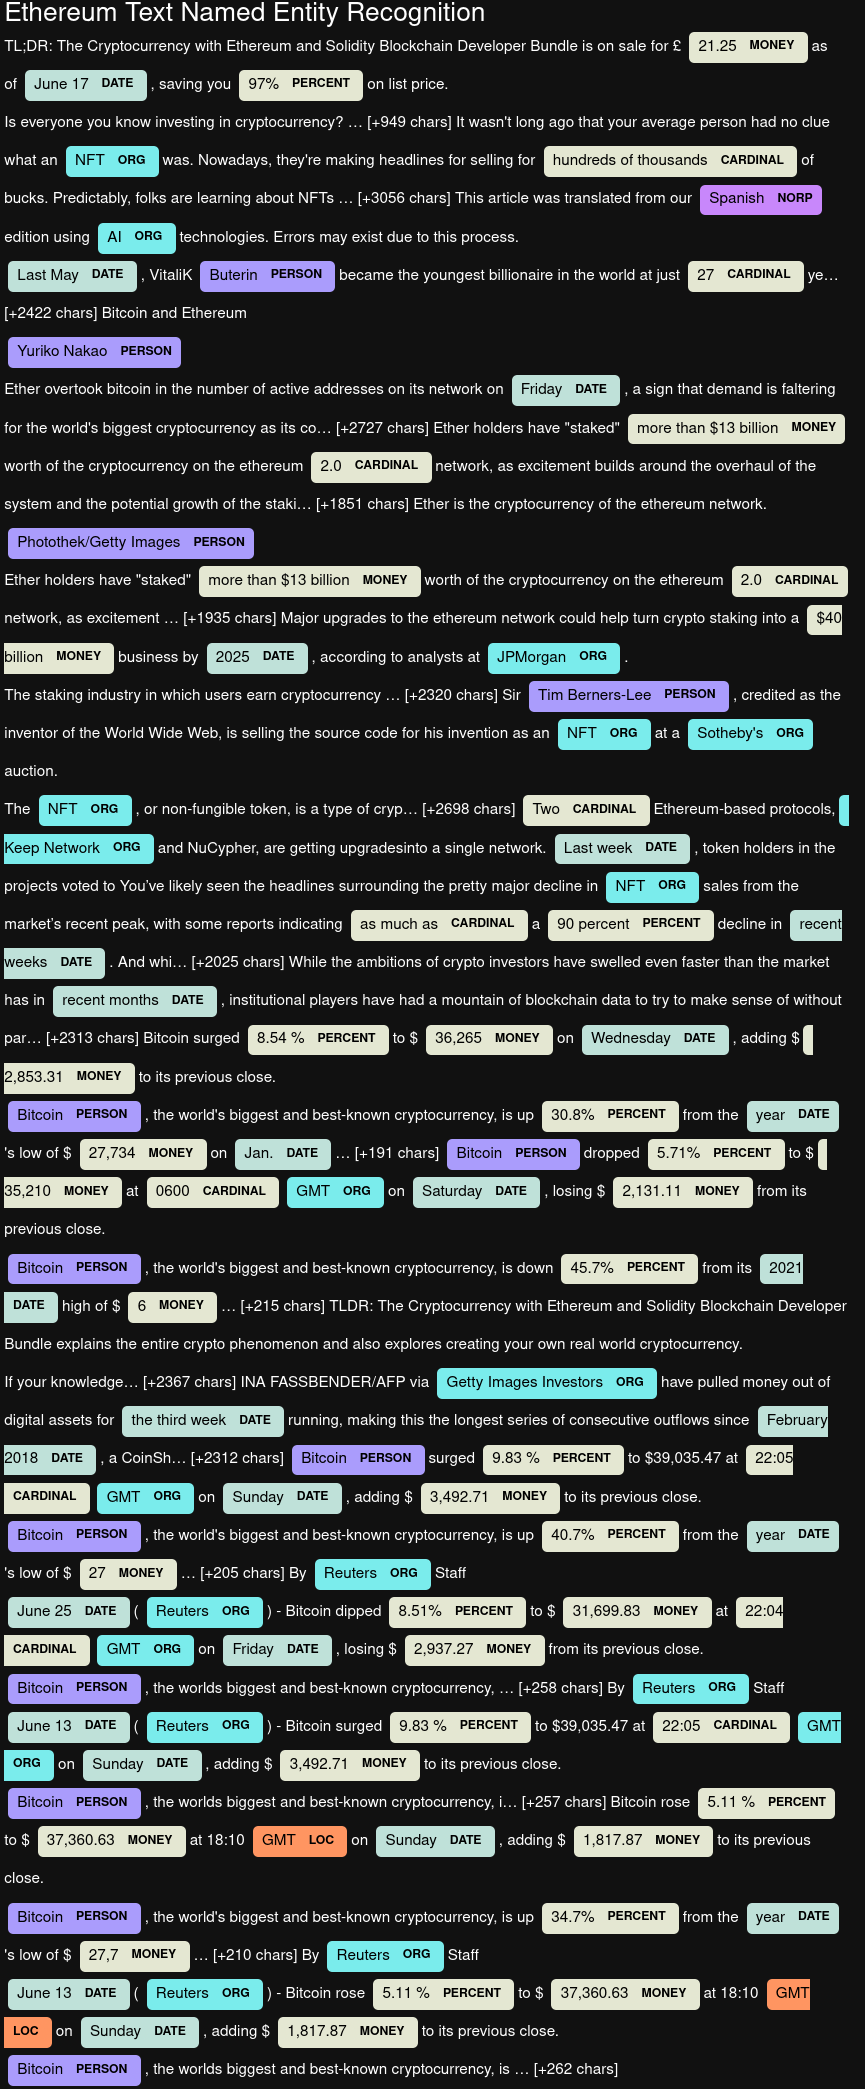 Ethereum Text Named Entity Recognition
TL;DR: The Cryptocurrency with Ethereum and Solidity Blockchain Developer Bundle is on sale for £ 21.25 MONEY as
of June 17 DATE , saving you 97% PERCENT on list price.
Is everyone you know investing in cryptocurrency? … [+949 chars] It wasn't long ago that your average person had no clue
what an NFT ORG was. Nowadays, they're making headlines for selling for hundreds of thousands CARDINAL of
bucks. Predictably, folks are learning about NFTs … [+3056 chars] This article was translated from our Spanish NORP
edition using AI ORG technologies. Errors may exist due to this process.
Last May DATE , VitaliK Buterin PERSON became the youngest billionaire in the world at just 27 CARDINAL ye…
[+2422 chars] Bitcoin and Ethereum
Yuriko Nakao PERSON
Ether overtook bitcoin in the number of active addresses on its network on Friday DATE , a sign that demand is faltering
for the world's biggest cryptocurrency as its co… [+2727 chars] Ether holders have "staked" more than $13 billion MONEY
worth of the cryptocurrency on the ethereum 2.0 CARDINAL network, as excitement builds around the overhaul of the
system and the potential growth of the staki… [+1851 chars] Ether is the cryptocurrency of the ethereum network.
Photothek/Getty Images PERSON
Ether holders have "staked" more than $13 billion MONEY worth of the cryptocurrency on the ethereum 2.0 CARDINAL
network, as excitement … [+1935 chars] Major upgrades to the ethereum network could help turn crypto staking into a $40
billion MONEY business by 2025 DATE , according to analysts at JPMorgan ORG .
The staking industry in which users earn cryptocurrency … [+2320 chars] Sir Tim Berners-Lee PERSON , credited as the
inventor of the World Wide Web, is selling the source code for his invention as an NFT ORG at a Sotheby's ORG
auction.
The NFT ORG , or non-fungible token, is a type of cryp… [+2698 chars] Two CARDINAL Ethereum-based protocols,
Keep Network ORG and NuCypher, are getting upgradesinto a single network. Last week DATE , token holders in the
projects voted to You’ve likely seen the headlines surrounding the pretty major decline in NFT ORG sales from the
market’s recent peak, with some reports indicating as much as CARDINAL a 90 percent PERCENT decline in recent
weeks DATE . And whi… [+2025 chars] While the ambitions of crypto investors have swelled even faster than the market
has in recent months DATE , institutional players have had a mountain of blockchain data to try to make sense of without
par… [+2313 chars] Bitcoin surged 8.54 % PERCENT to $ 36,265 MONEY on Wednesday DATE , adding $
2,853.31 MONEY to its previous close.
Bitcoin PERSON , the world's biggest and best-known cryptocurrency, is up 30.8% PERCENT from the year DATE
's low of $ 27,734 MONEY on Jan. DATE … [+191 chars] Bitcoin PERSON dropped 5.71% PERCENT to $
35,210 MONEY at 0600 CARDINAL GMT ORG on Saturday DATE , losing $ 2,131.11 MONEY from its
previous close.
Bitcoin PERSON , the world's biggest and best-known cryptocurrency, is down 45.7% PERCENT from its 2021
DATE high of $ 6 MONEY … [+215 chars] TLDR: The Cryptocurrency with Ethereum and Solidity Blockchain Developer
Bundle explains the entire crypto phenomenon and also explores creating your own real world cryptocurrency.
If your knowledge… [+2367 chars] INA FASSBENDER/AFP via Getty Images Investors ORG have pulled money out of
digital assets for the third week DATE running, making this the longest series of consecutive outflows since February
2018 DATE , a CoinSh… [+2312 chars] Bitcoin PERSON surged 9.83 % PERCENT to $39,035.47 at 22:05
CARDINAL GMT ORG on Sunday DATE , adding $ 3,492.71 MONEY to its previous close.
Bitcoin PERSON , the world's biggest and best-known cryptocurrency, is up 40.7% PERCENT from the year DATE
's low of $ 27 MONEY … [+205 chars] By Reuters ORG Staff
June 25 DATE ( Reuters ORG ) - Bitcoin dipped 8.51% PERCENT to $ 31,699.83 MONEY at 22:04
CARDINAL GMT ORG on Friday DATE , losing $ 2,937.27 MONEY from its previous close.
Bitcoin PERSON , the worlds biggest and best-known cryptocurrency, … [+258 chars] By Reuters ORG Staff
June 13 DATE ( Reuters ORG ) - Bitcoin surged 9.83 % PERCENT to $39,035.47 at 22:05 CARDINAL GMT
ORG on Sunday DATE , adding $ 3,492.71 MONEY to its previous close.
Bitcoin PERSON , the worlds biggest and best-known cryptocurrency, i… [+257 chars] Bitcoin rose 5.11 % PERCENT
to $ 37,360.63 MONEY at 18:10 GMT LOC on Sunday DATE , adding $ 1,817.87 MONEY to its previous
close.
Bitcoin PERSON , the world's biggest and best-known cryptocurrency, is up 34.7% PERCENT from the year DATE
's low of $ 27,7 MONEY … [+210 chars] By Reuters ORG Staff
June 13 DATE ( Reuters ORG ) - Bitcoin rose 5.11 % PERCENT to $ 37,360.63 MONEY at 18:10 GMT
LOC on Sunday DATE , adding $ 1,817.87 MONEY to its previous close.
Bitcoin PERSON , the worlds biggest and best-known cryptocurrency, is … [+262 chars]